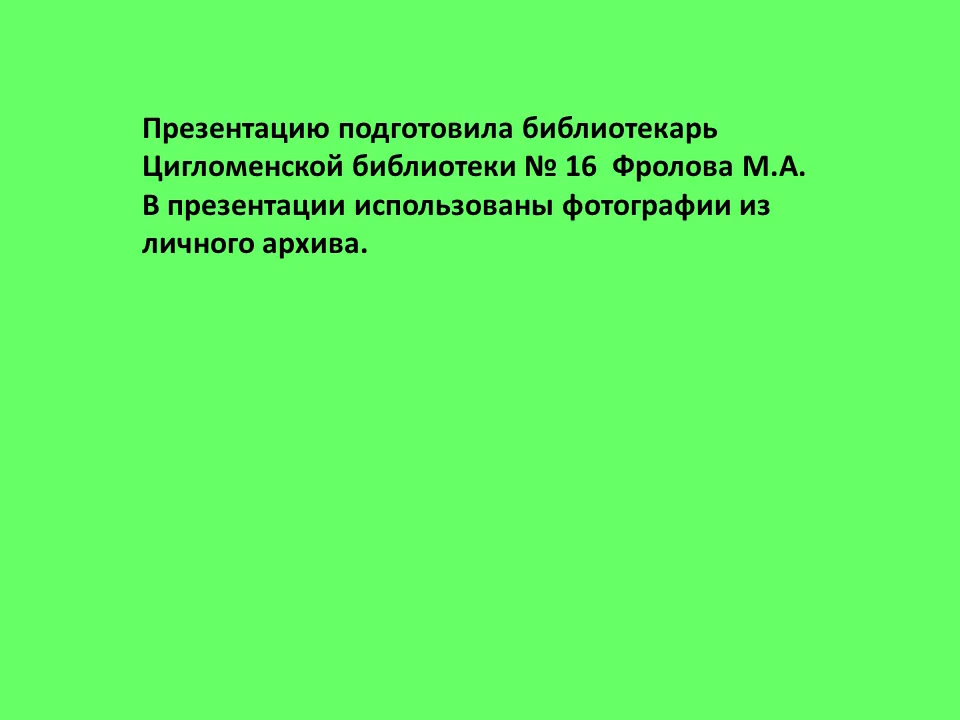 Презентацию подготовила библиотекарь
Цигломенской библиотеки № 16  Фролова М.А.
В презентации использованы фотографии из
личного архива.